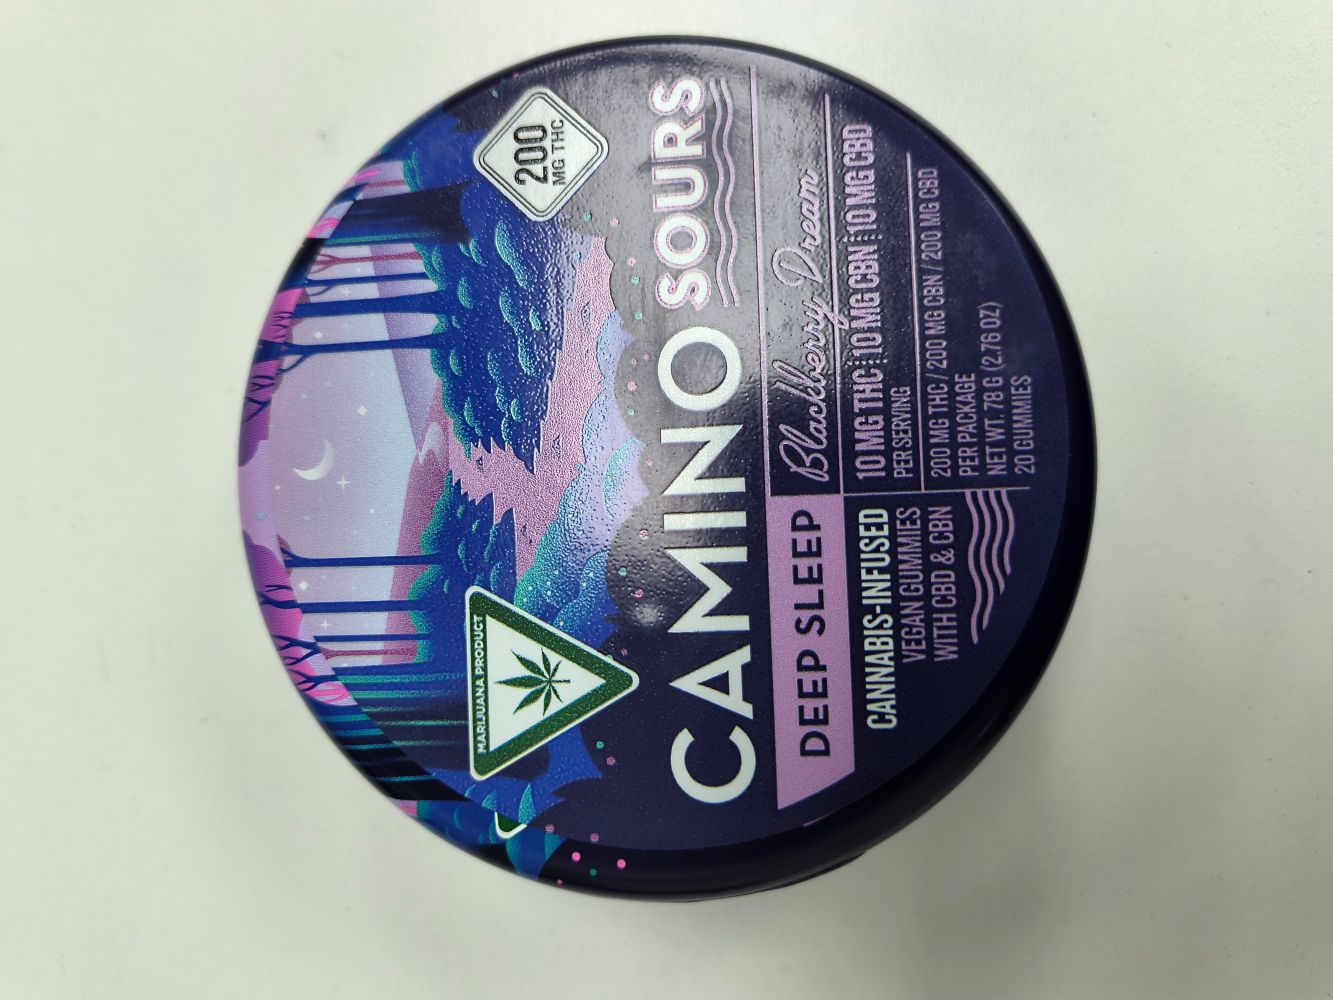 MARIJUANA PRODUCT
200
MG THC
CAMINO SOURS
DEEP SLEEP
Blackberry Dream
CANNABIS-INFUSED
VEGAN GUMMIES
WITH CBD & CBN
10 MG THC 10 MG CBN 10 MG CBD
PER SERVING
200 MG THC / 200 MG CBN / 200 MG CBD
PER PACKAGE
NET WT. 78 G (2.76 OZ)
20 GUMMIES